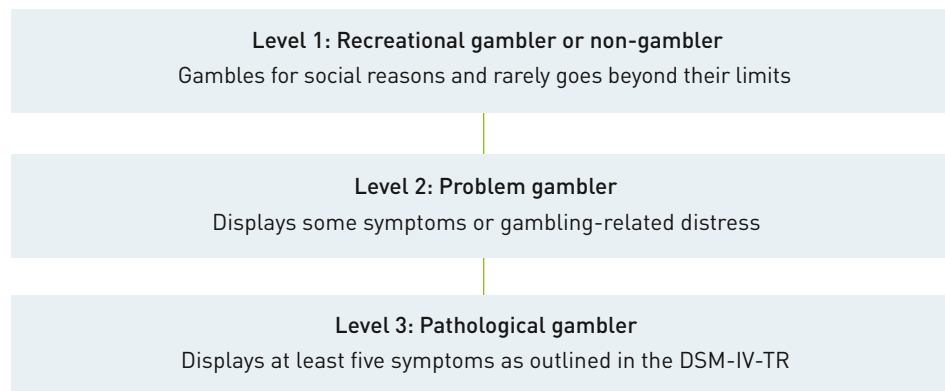 Level 1: Recreational gambler or non-gambler
Gambles for social reasons and rarely goes beyond their limits
Level 2: Problem gambler
Displays some symptoms or gambling-related distress
Level 3: Pathological gambler
Displays at least five symptoms as outlined in the DSM-IV-TR